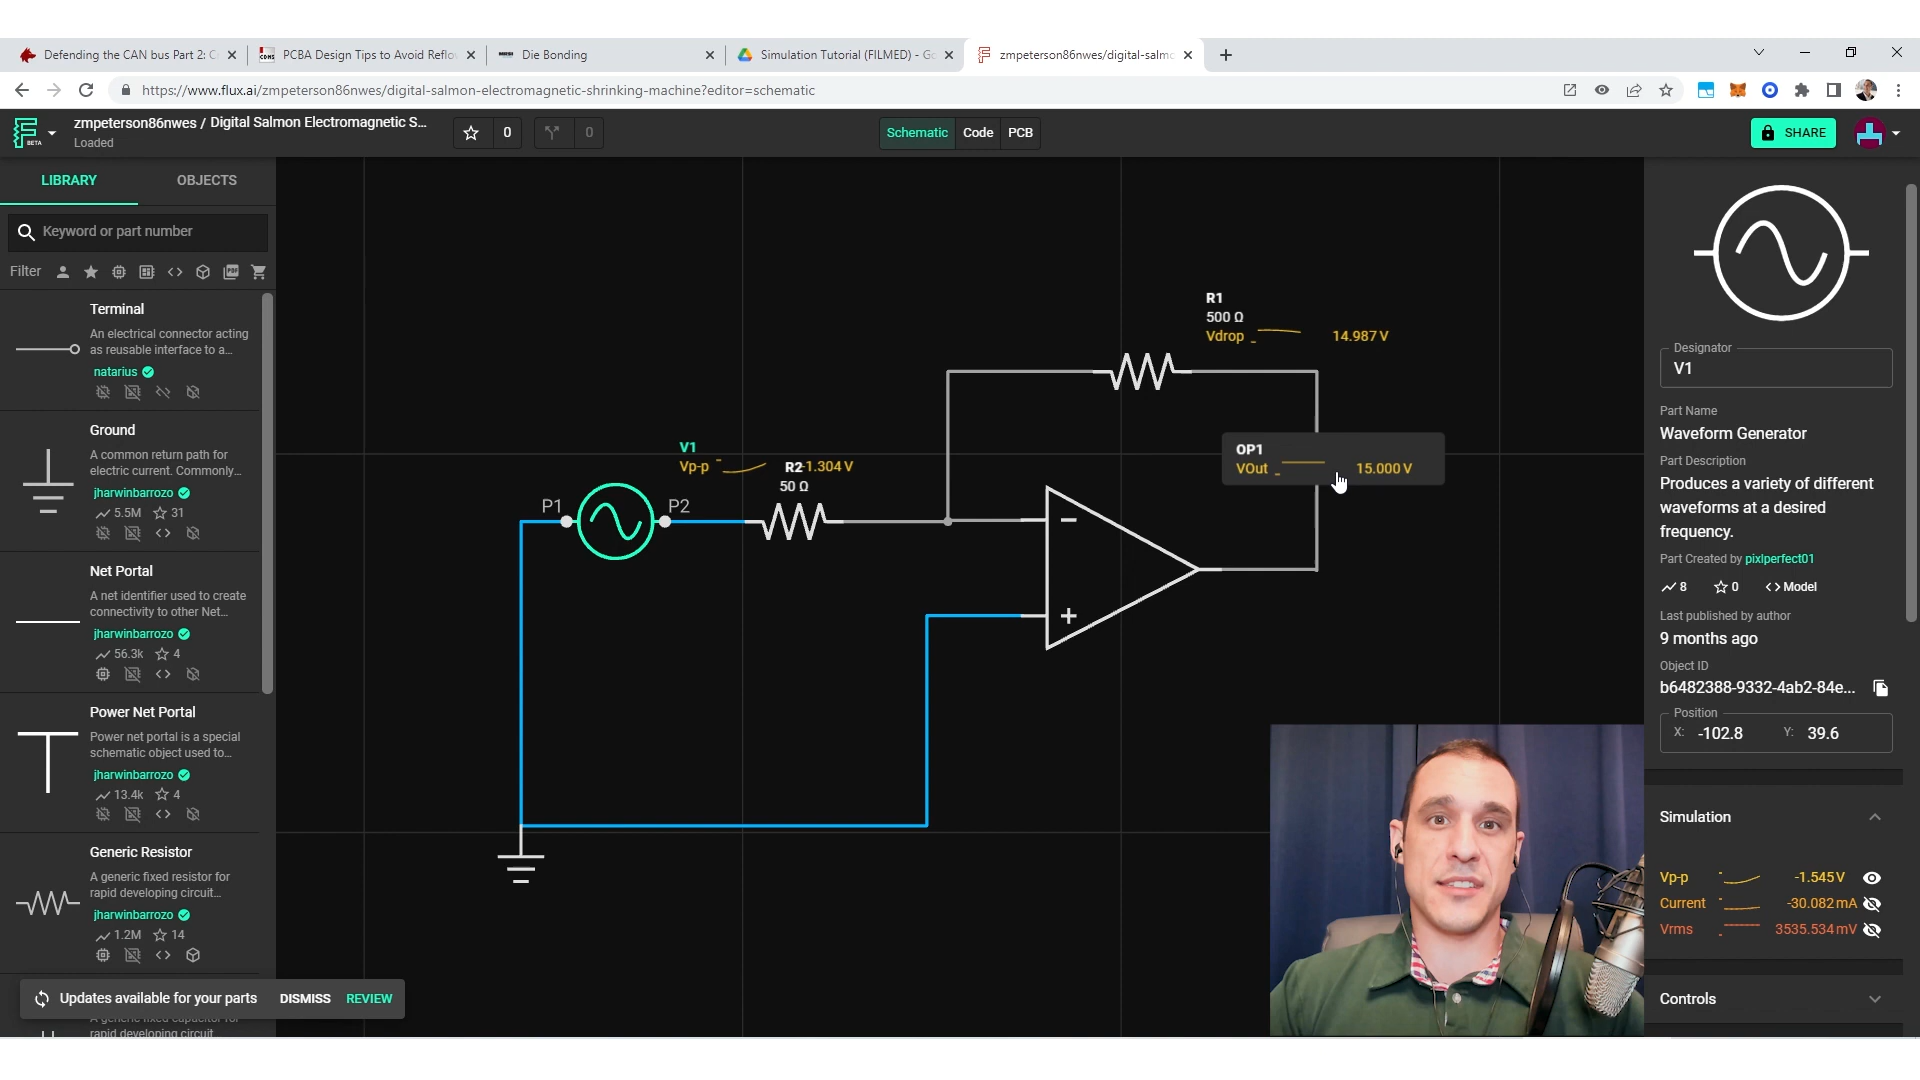 Defending the CAN bus Part 2: C
PCBA Design Tips to Avoid Reflo
Die Bonding
Simulation Tutorial (FILMED) - Go
zmpeterson86nwes/digital-salmo
https://www.flux.ai/zmpeterson86nwes/digital-salmon-electromagnetic-shrinking-machine?editor=schematic
BETA
zmpeterson86nwes / Digital Salmon Electromagnetic S...
Loaded
0
0
Schematic
Code
PCB
SHARE
LIBRARY
OBJECTS
Keyword or part number
Filter
Terminal
An electrical connector acting
as reusable interface to a...
natarius
Ground
A common return path for
electric current. Commonly...
jharwinbarrozo
5.5M
31
Net Portal
A net identifier used to create
connectivity to other Net...
jharwinbarrozo
56.3k
4
Power Net Portal
Power net portal is a special
schematic object used to...
jharwinbarrozo
13.4k
4
Generic Resistor
A generic fixed resistor for
rapid developing circuit...
jharwinbarrozo
1.2M
14
Updates available for your parts
DISMISS
REVIEW
rapid developing circuit
R1
500 Ω
Vdrop
14.987 V
V1
Vp-p
R2
-1.304 V
50 Ω
P1
P2
OP1
VOut
15.000 V
−
+
Designator
V1
Part Name
Waveform Generator
Part Description
Produces a variety of different
waveforms at a desired
frequency.
Part Created by pixlperfect01
8
0
<> Model
Last published by author
9 months ago
Object ID
b6482388-9332-4ab2-84e...
Position
X: -102.8
Y: 39.6
Simulation
Vp-p
-1.545 V
Current
-30.082 mA
Vrms
3535.534 mV
Controls